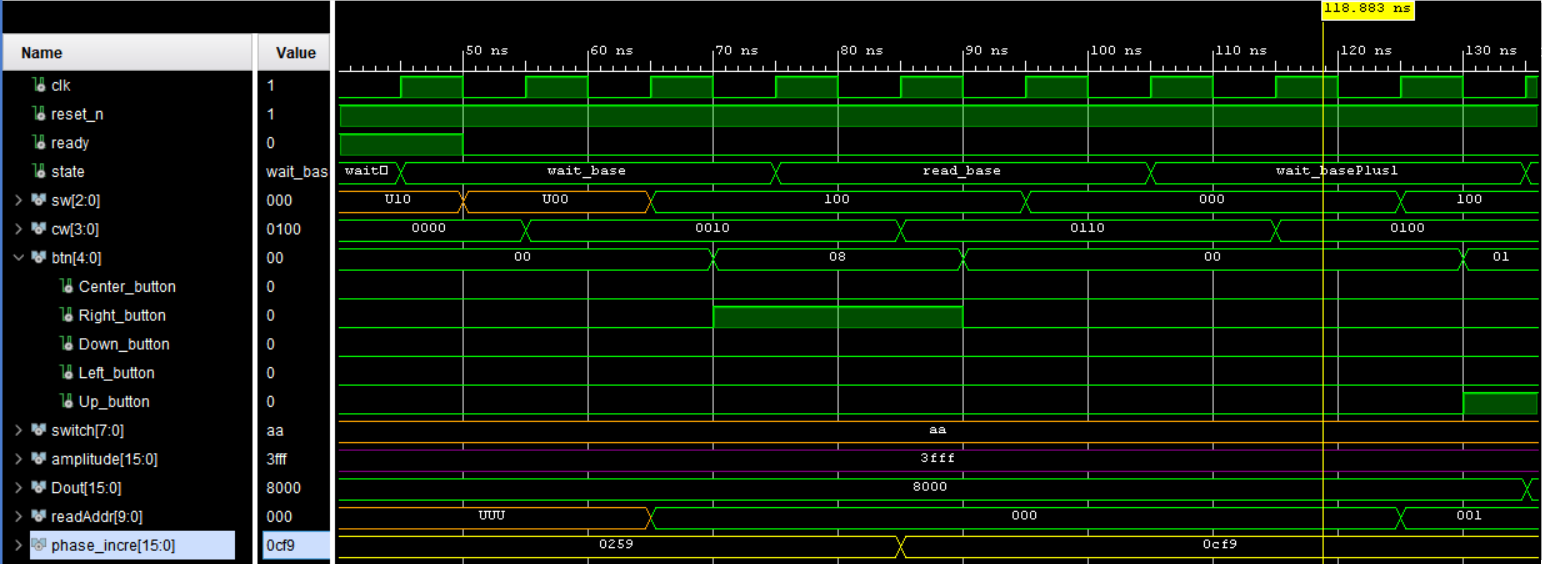 118.883 ns
Name Value 50 ns 60 ns 70 ns 80 ns 90 ns 100 ns 110 ns 120 ns 130 ns
clk 1
reset_n 1
ready 0
state wait_bas wait wait_base read_base wait_basePlus1
sw[2:0] 000 U10 U00 100 000 100
cw[3:0] 0100 0000 0010 0110 0100
btn[4:0] 00 00 08 00 01
Center_button 0
Right_button 0
Down_button 0
Left_button 0
Up_button 0
switch[7:0] aa aa
amplitude[15:0] 3fff 3fff
Dout[15:0] 8000 8000
readAddr[9:0] 000 UUU 000 001
phase_incre[15:0] 0cf9 0259 0cf9